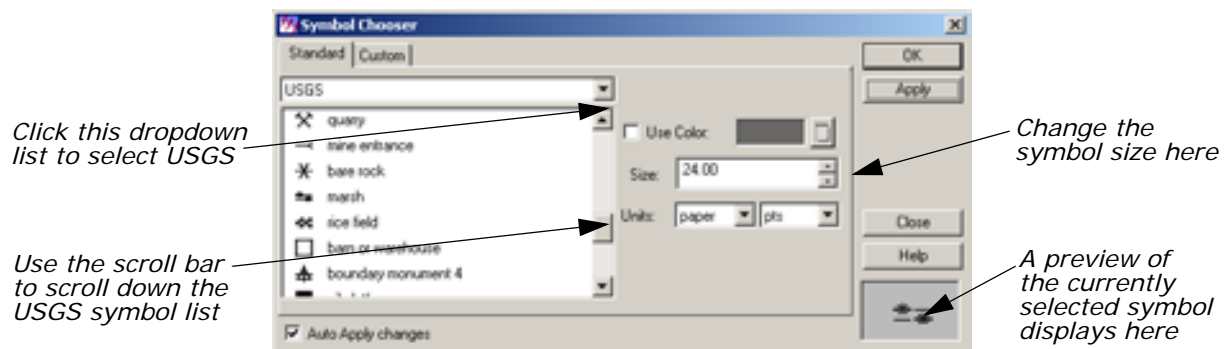 Symbol Chooser
Standard Custom
OK
USGS
Apply
quarry
Click this dropdown
list to select USGS
mine entrance
Use Color:
Change the
symbol size here
bare rock
Size: 24.00
marsh
rice field
Units: paper pts
Close
barn or warehouse
Help
Use the scroll bar
to scroll down the
USGS symbol list
boundary monument 4
A preview of
the currently
selected symbol
displays here
Auto Apply changes